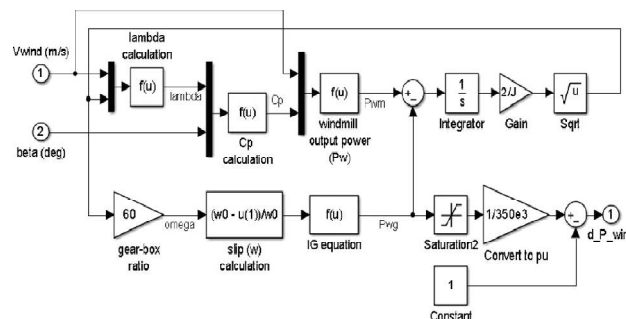 Vwind (m/s)
1
lambda
calculation
f(u)
lambda
2
beta (deg)
f(u)
Cp
calculation
Cp
f(u)
windmill
output power
(Pw)
Pwm
1
s
Integrator
2/J
Gain
√u
Sqrt
60
gear-box
ratio
omega
(w0 - u(1))/w0
slip (w)
calculation
f(u)
IG equation
Pwg
Saturation2
1/350e3
Convert to pu
1
Constant
1
d_P_win